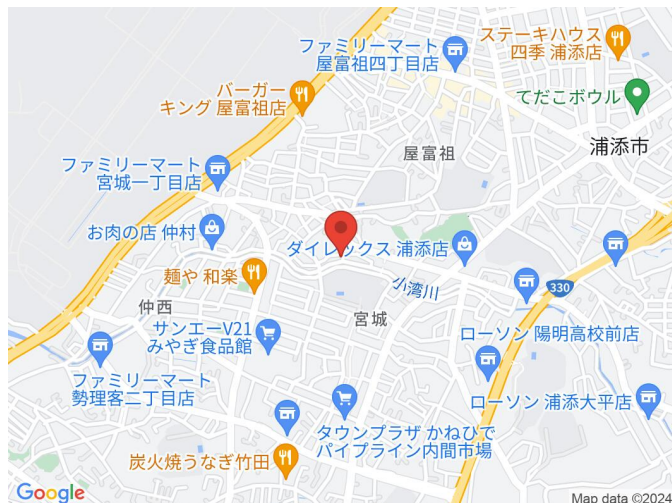 ファミリーマート
屋富祖四丁目店
ステーキハウス
四季 浦添店
バーガー
キング 屋富祖店
てだこボウル
屋富祖
浦添市
ファミリーマート
宮城一丁目店
お肉の店 仲村
ダイレックス 浦添店
麺や 和楽
小湾川
330
仲西
宮城
サンエーV21
みやぎ食品館
ローソン 陽明高校前店
ファミリーマート
勢理客二丁目店
ローソン 浦添大平店
タウンプラザ かねひで
パイプライン内間市場
炭火焼うなぎ竹田
Google
Map data ©2024